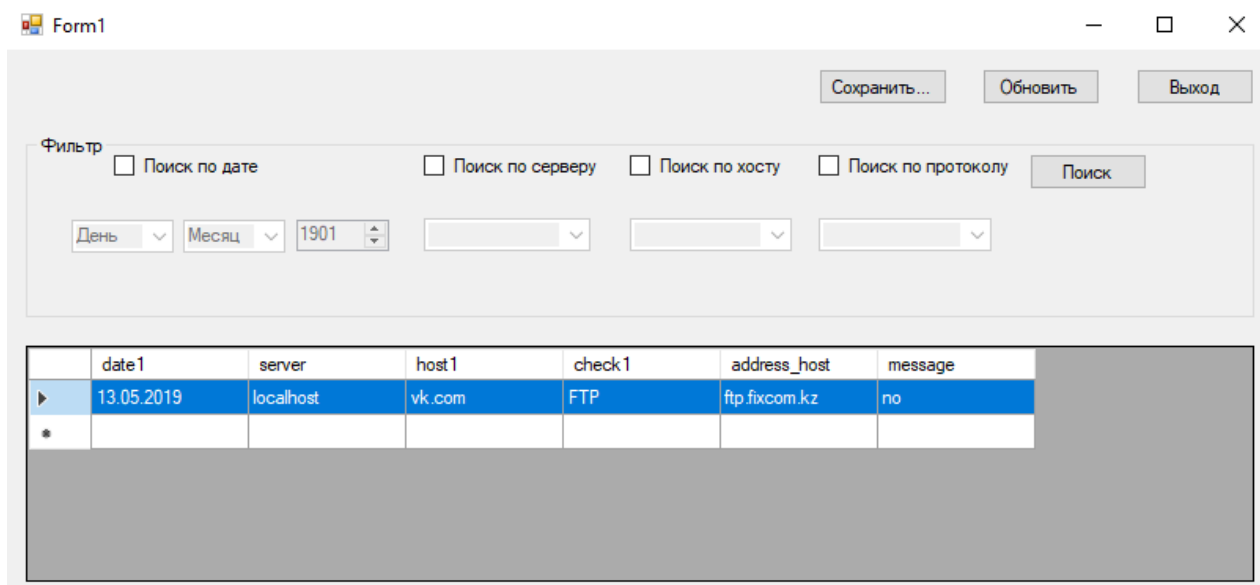 Form1
Сохранить... Обновить Выход
Фильтр
Поиск по дате Поиск по серверу Поиск по хосту Поиск по протоколу Поиск
День Месяц 1901
date1 server host1 check1 address_host message
13.05.2019 localhost vk.com FTP ftp.fixcom.kz no